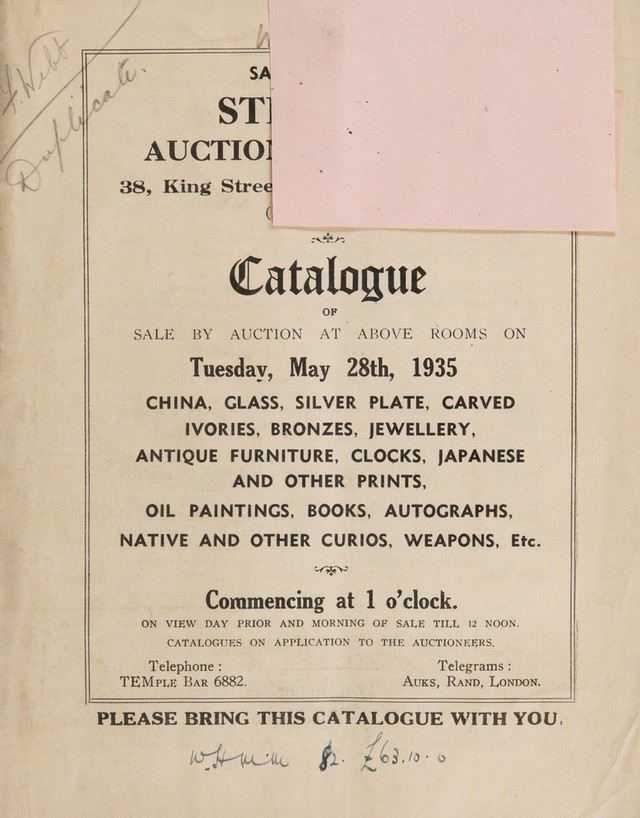 F. Webb
Duplicate.
SA
STE
AUCTION
38, King Stree
Catalogue
OF
SALE BY AUCTION AT ABOVE ROOMS ON
Tuesday, May 28th, 1935
CHINA, GLASS, SILVER PLATE, CARVED
IVORIES, BRONZES, JEWELLERY,
ANTIQUE FURNITURE, CLOCKS, JAPANESE
AND OTHER PRINTS,
OIL PAINTINGS, BOOKS, AUTOGRAPHS,
NATIVE AND OTHER CURIOS, WEAPONS, Etc.
Commencing at 1 o'clock.
ON VIEW DAY PRIOR AND MORNING OF SALE TILL 12 NOON.
CATALOGUES ON APPLICATION TO THE AUCTIONEERS.
Telephone : Telegrams :
TEMPLE BAR 6882. AUKS, RAND, LONDON.
PLEASE BRING THIS CATALOGUE WITH YOU.
£63.10.0